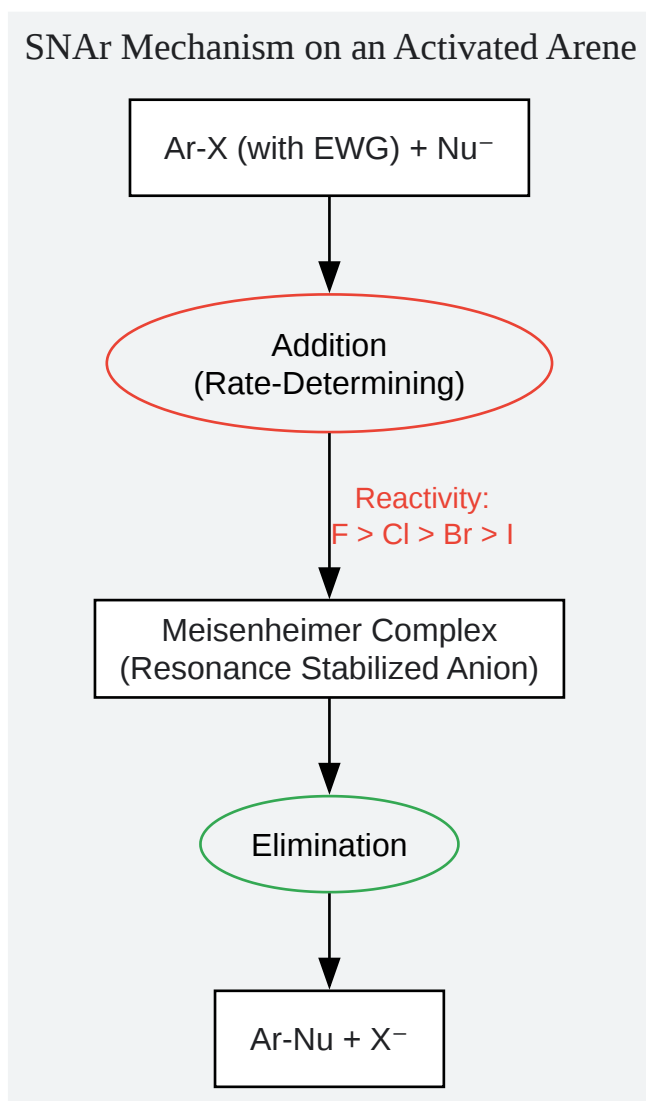 SNAr Mechanism on an Activated Arene
Ar-X (with EWG) + Nu⁻
Addition
(Rate-Determining)
Reactivity:
F > Cl > Br > I
Meisenheimer Complex
(Resonance Stabilized Anion)
Elimination
Ar-Nu + X⁻